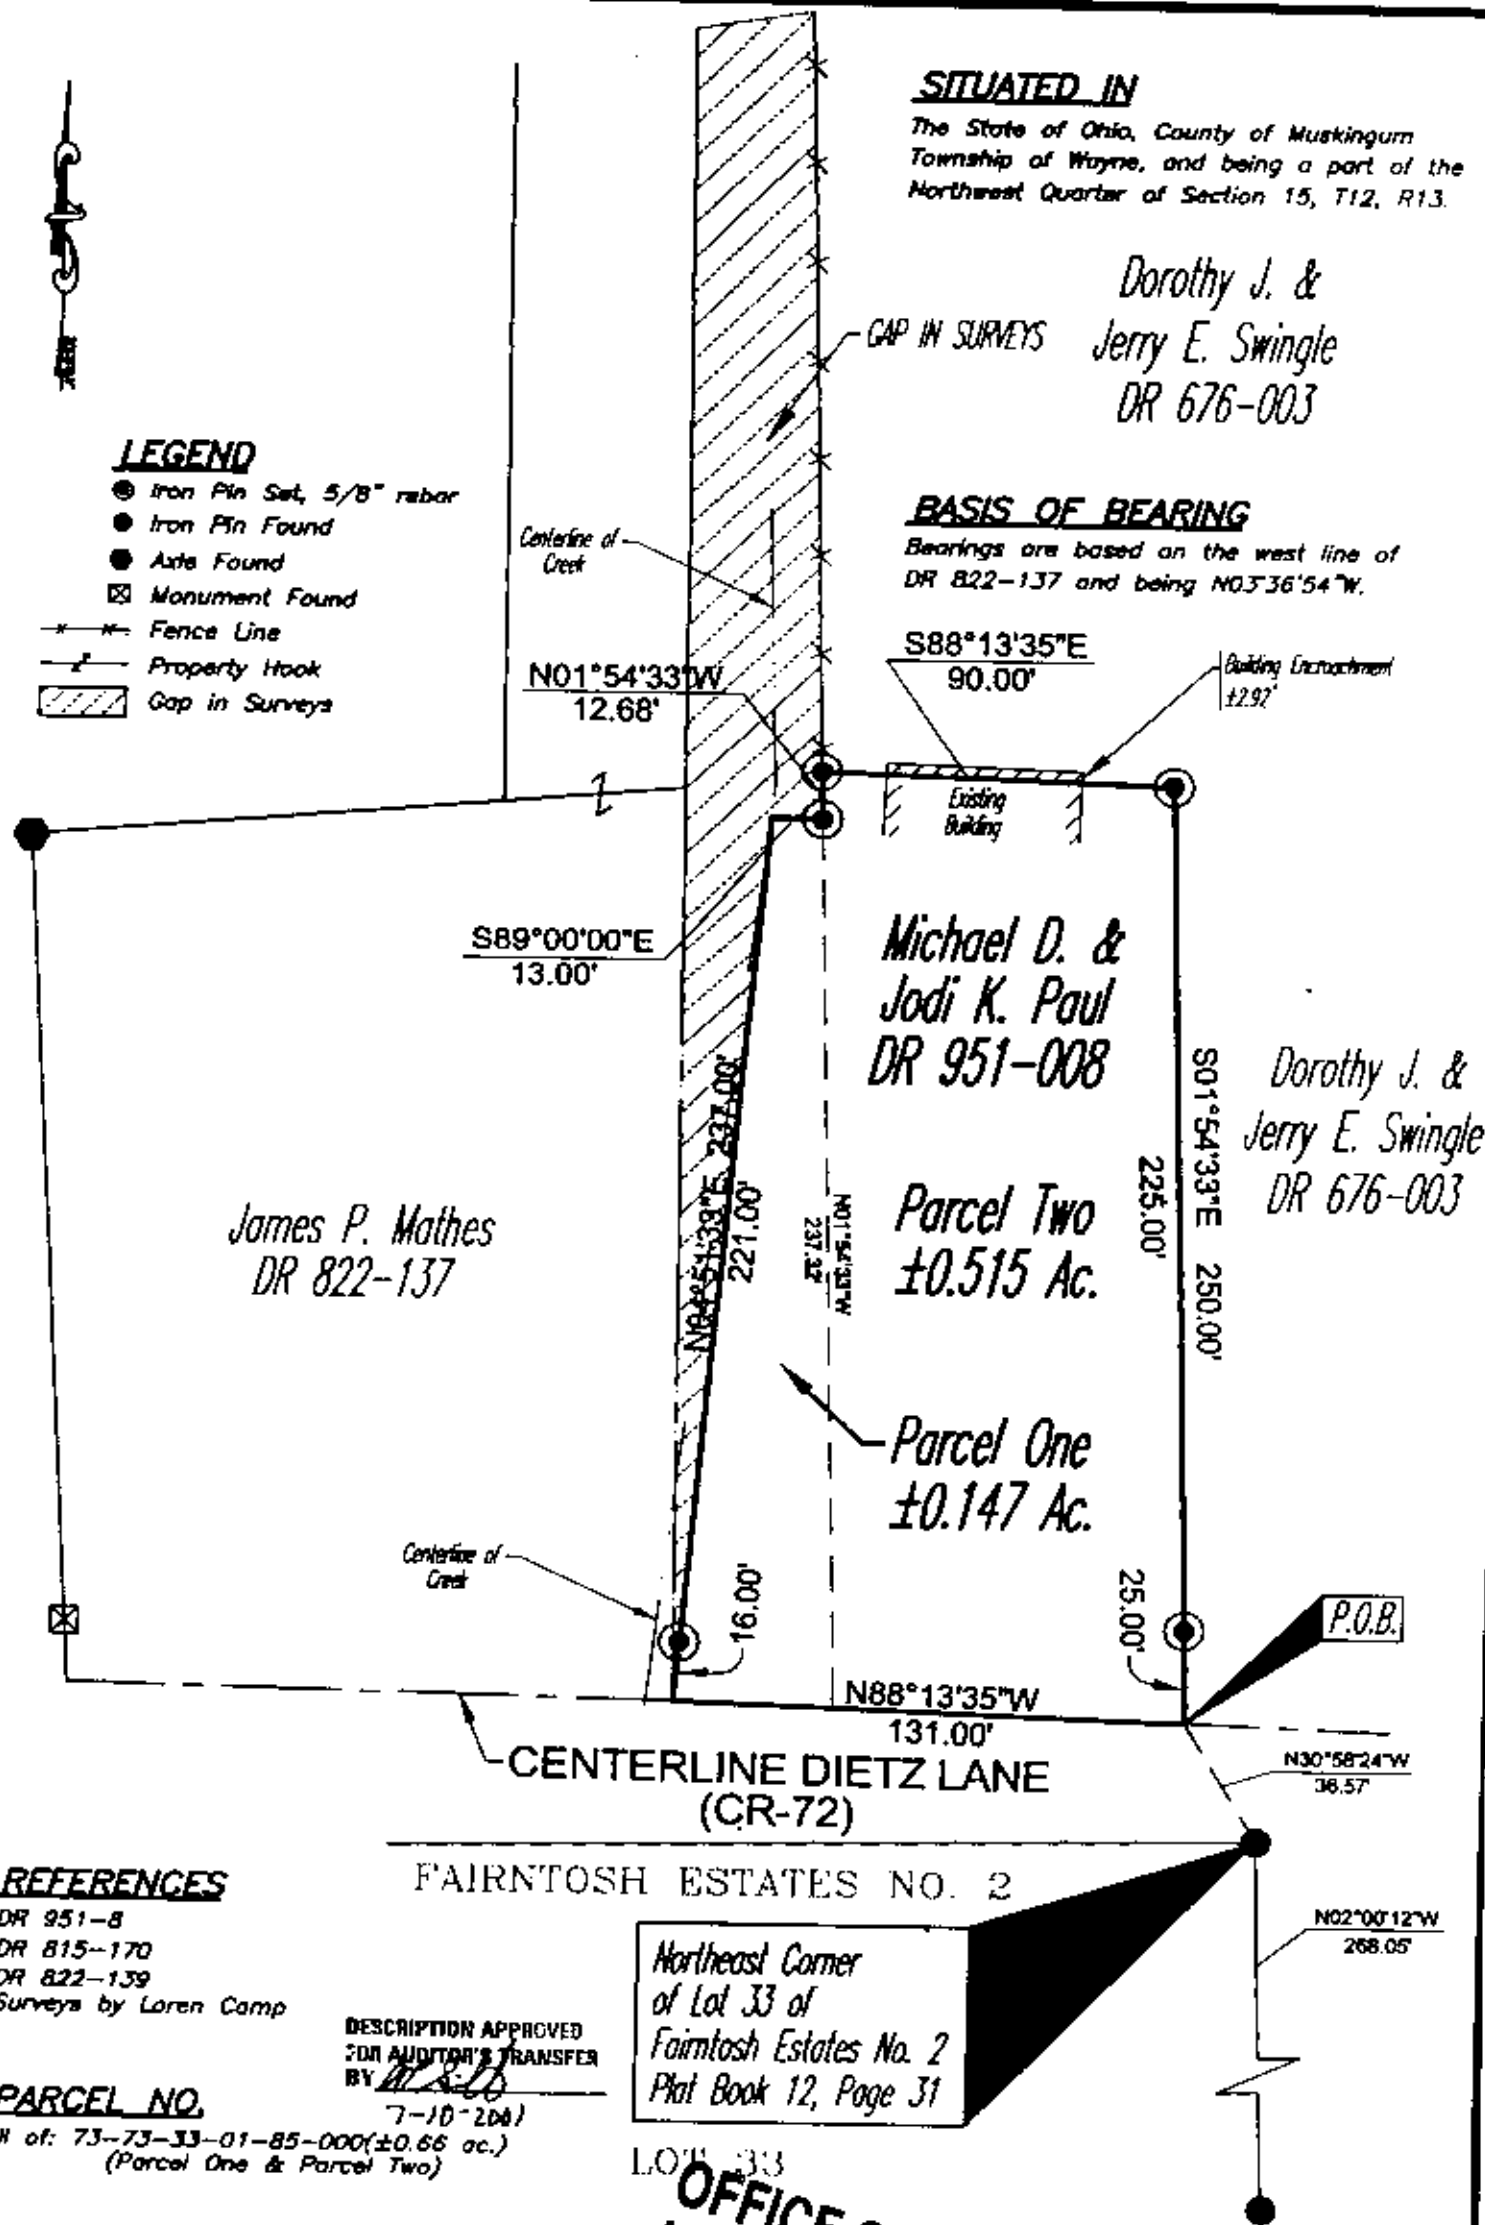 SITUATED IN
The State of Ohio, County of Muskingum
Township of Wayne, and being a part of the
Northwest Quarter of Section 15, T12, R13.
Dorothy J. &
Jerry E. Swingle
DR 676-003
GAP IN SURVEYS
LEGEND
Iron Pin Set, 5/8" rebar
Iron Pin Found
Axle Found
Monument Found
Fence Line
Property Hook
Gap in Surveys
Centerline of
Creek
BASIS OF BEARING
Bearings are based on the west line of
DR 822-137 and being N03°36'54"W.
N01°54'33"W
12.68'
S88°13'35"E
90.00'
Building Encroachment
±2.92'
Existing
Building
S89°00'00"E
13.00'
Michael D. &
Jodi K. Paul
DR 951-008
S01°54'33"E 250.00'
225.00'
Dorothy J. &
Jerry E. Swingle
DR 676-003
237.00'
221.00'
N01°54'33"W
237.32'
James P. Mathes
DR 822-137
Parcel Two
±0.515 Ac.
Parcel One
±0.147 Ac.
Centerline of
Creek
16.00'
25.00'
P.O.B.
N88°13'35"W
131.00'
CENTERLINE DIETZ LANE
(CR-72)
N30°58'24"W
36.57'
FAIRNTOSH ESTATES NO. 2
REFERENCES
DR 951-8
DR 815-170
DR 822-139
Surveys by Loren Camp
Northeast Corner
of Lot 33 of
Fairntosh Estates No. 2
Plat Book 12, Page 31
N02°00'12"W
268.05'
DESCRIPTION APPROVED
FOR AUDITOR'S TRANSFER
BY
7-10-2001
PARCEL NO.
of: 73-73-33-01-85-000(±0.66 ac.)
(Parcel One & Parcel Two)
LOT 33
OFFICE